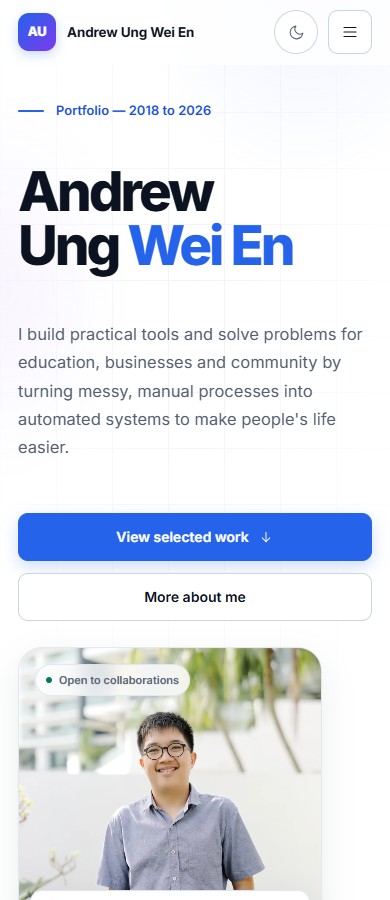 AU Andrew Ung Wei En
Portfolio — 2018 to 2026
Andrew
Ung Wei En
I build practical tools and solve problems for
education, businesses and community by
turning messy, manual processes into
automated systems to make people's life
easier.
View selected work ↓
More about me
Open to collaborations